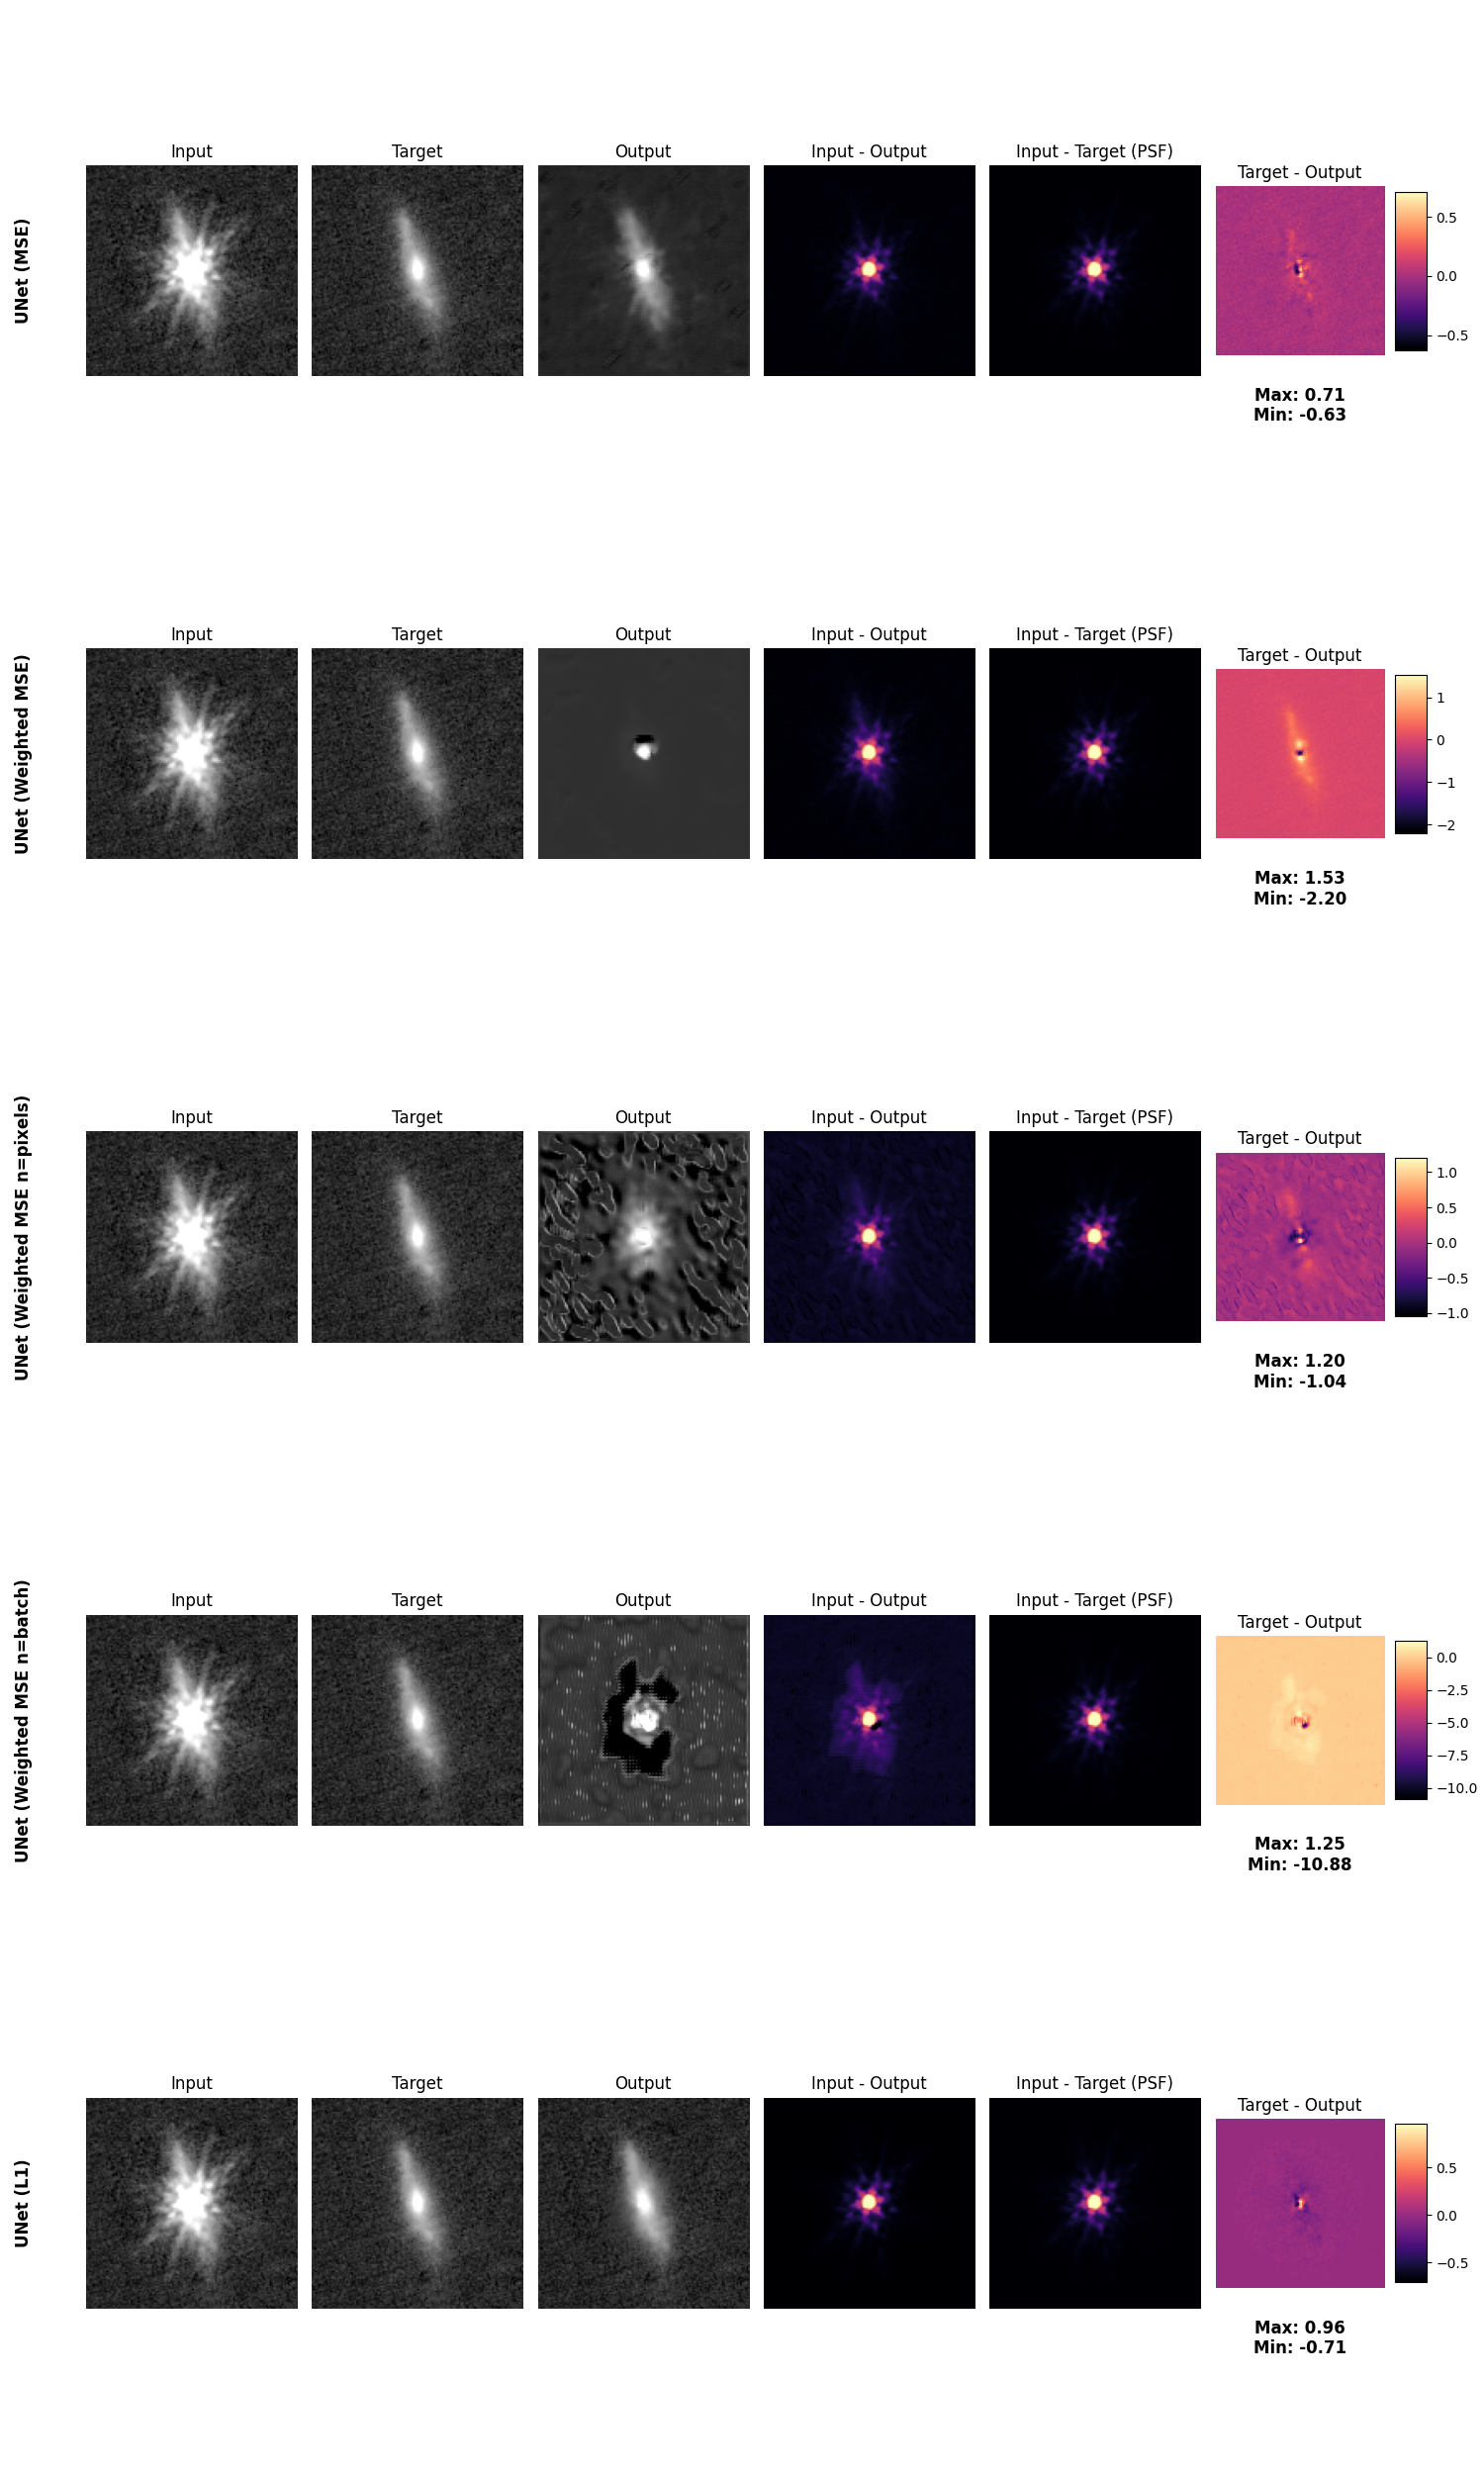 UNet (MSE)
Input
Target
Output
Input - Output
Input - Target (PSF)
Target - Output
0.5
0.0
−0.5
Max: 0.71
Min: -0.63
UNet (Weighted MSE)
Input
Target
Output
Input - Output
Input - Target (PSF)
Target - Output
1
0
−1
−2
Max: 1.53
Min: -2.20
UNet (Weighted MSE n=pixels)
Input
Target
Output
Input - Output
Input - Target (PSF)
Target - Output
1.0
0.5
0.0
−0.5
−1.0
Max: 1.20
Min: -1.04
UNet (Weighted MSE n=batch)
Input
Target
Output
Input - Output
Input - Target (PSF)
Target - Output
0.0
−2.5
−5.0
−7.5
−10.0
Max: 1.25
Min: -10.88
UNet (L1)
Input
Target
Output
Input - Output
Input - Target (PSF)
Target - Output
0.5
0.0
−0.5
Max: 0.96
Min: -0.71